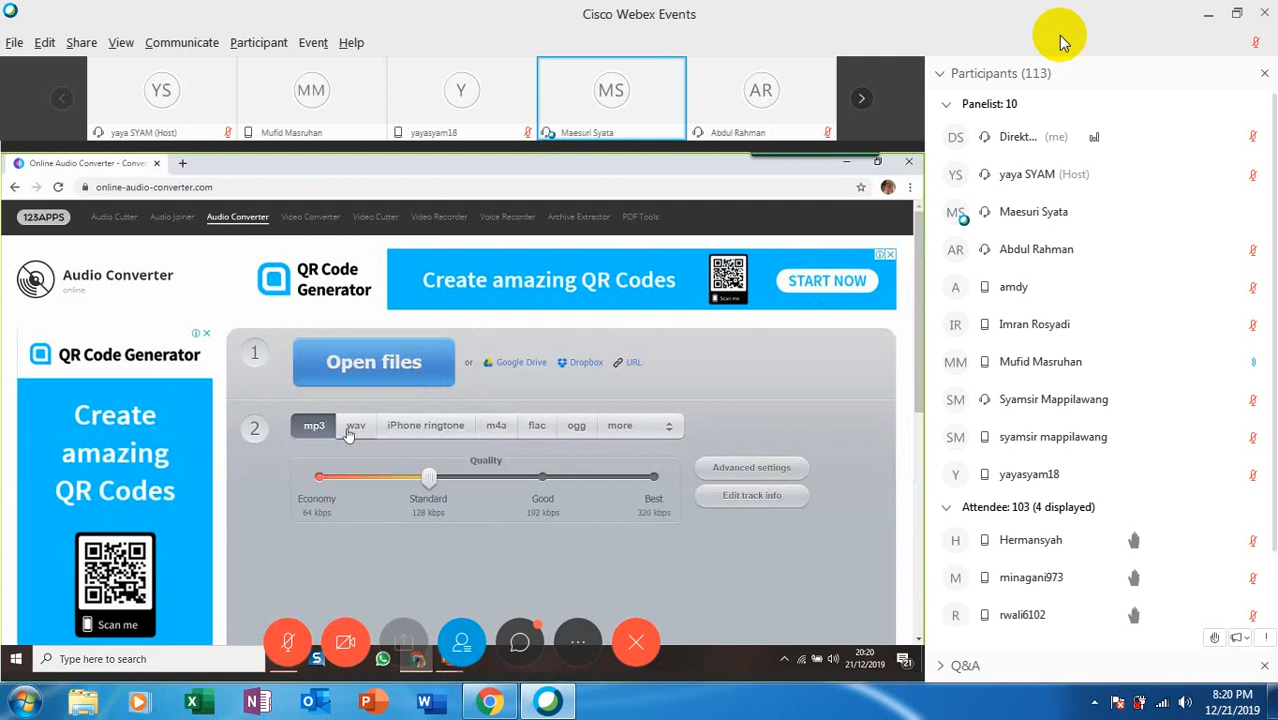 Cisco Webex Events
File Edit Share View Communicate Participant Event Help
YS MM Y MS AR
yaya SYAM (Host) Mufid Masruhan yayasyam18 Maesuri Syata Abdul Rahman
Online Audio Converter - Conver
online-audio-converter.com
123APPS Audio Cutter Audio Joiner Audio Converter Video Converter Video Cutter Video Recorder Voice Recorder Archive Extractor PDF Tools
Audio Converter
online
QR Code
Generator
Create amazing QR Codes
Scan me
START NOW
QR Code Generator
Create
amazing
QR Codes
Scan me
1 Open files or Google Drive Dropbox URL
2 mp3 wav iPhone ringtone m4a flac ogg more
Quality
Economy Standard Good Best
64 kbps 128 kbps 192 kbps 320 kbps
Advanced settings
Edit track info
Type here to search
20:20
21/12/2019
21
Participants (113)
Panelist: 10
DS Direkt... (me)
YS yaya SYAM (Host)
MS Maesuri Syata
AR Abdul Rahman
A amdy
IR Imran Rosyadi
MM Mufid Masruhan
SM Syamsir Mappilawang
SM syamsir mappilawang
Y yayasyam18
Attendee: 103 (4 displayed)
H Hermansyah
M minagani973
R rwali6102
Q&A
8:20 PM
12/21/2019